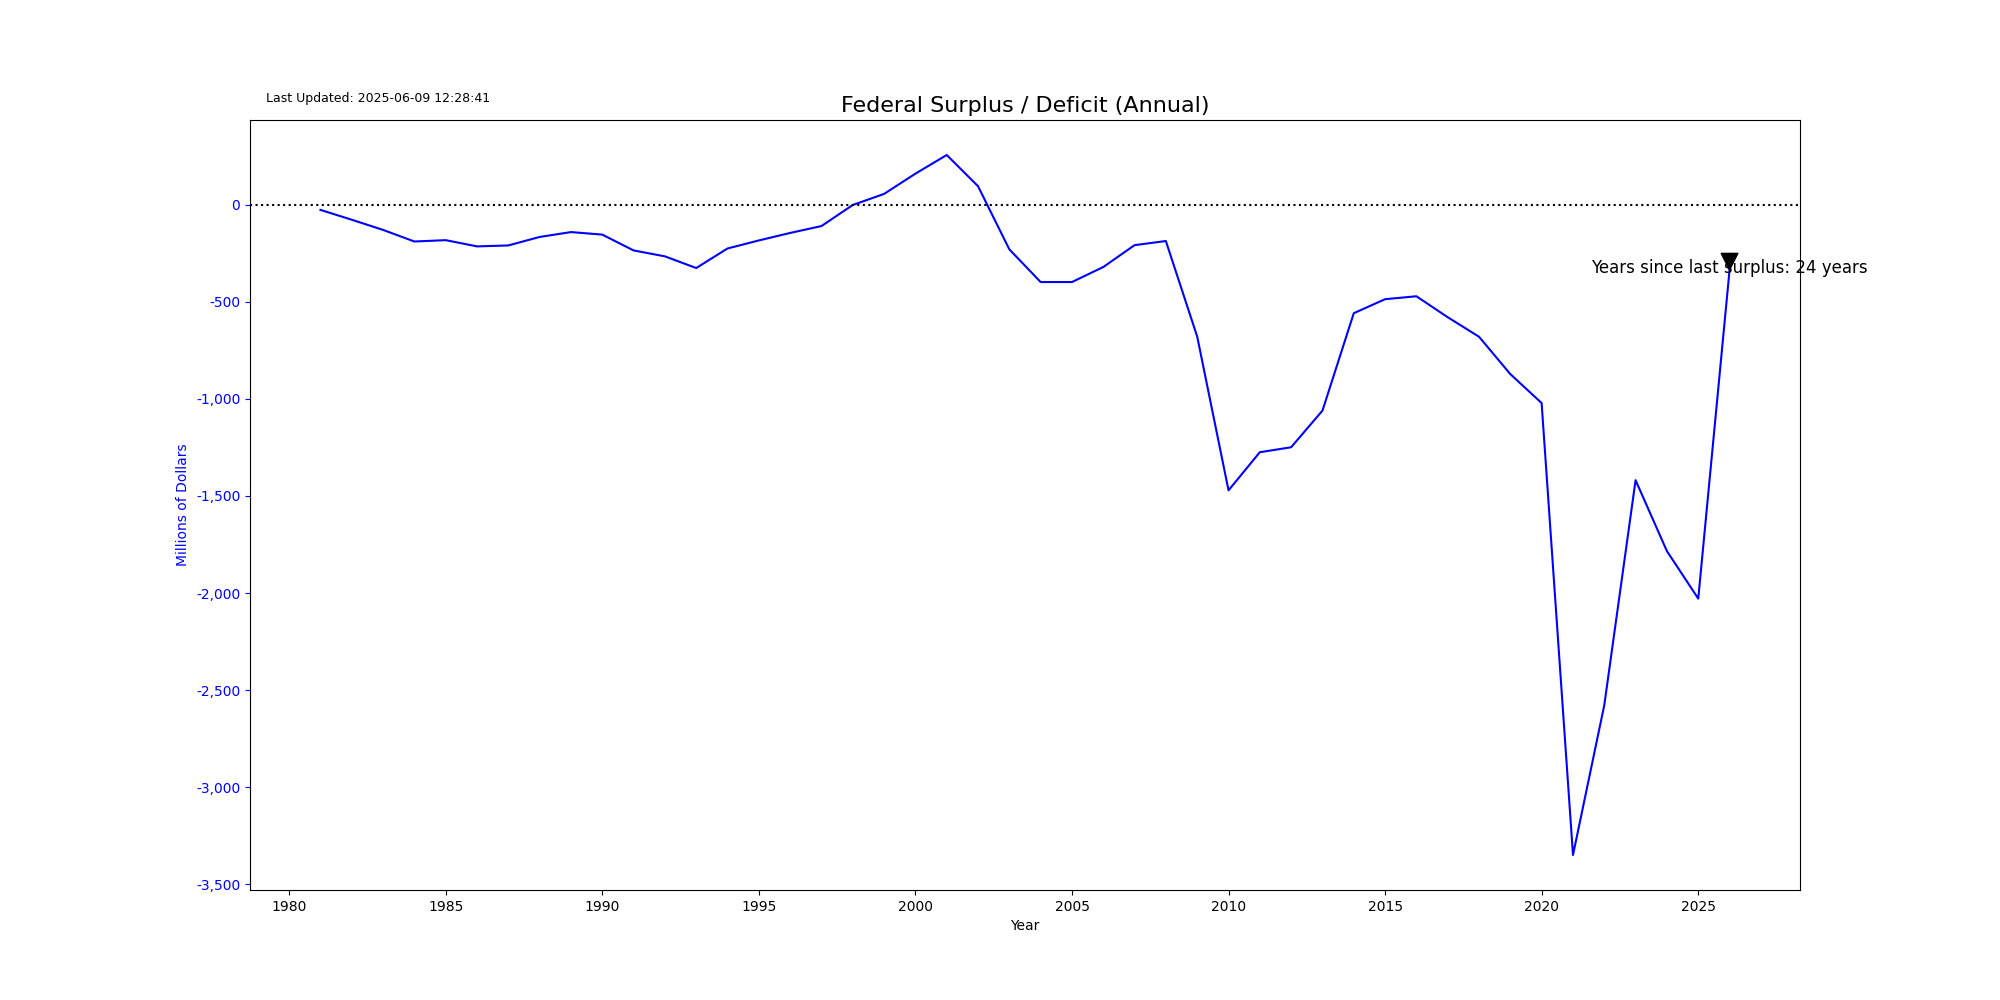 Last Updated: 2025-06-09 12:28:41
Federal Surplus / Deficit (Annual)
0
-500
-1,000
-1,500
-2,000
-2,500
-3,000
-3,500
Millions of Dollars
Years since last surplus: 24 years
1980 1985 1990 1995 2000 2005 2010 2015 2020 2025
Year